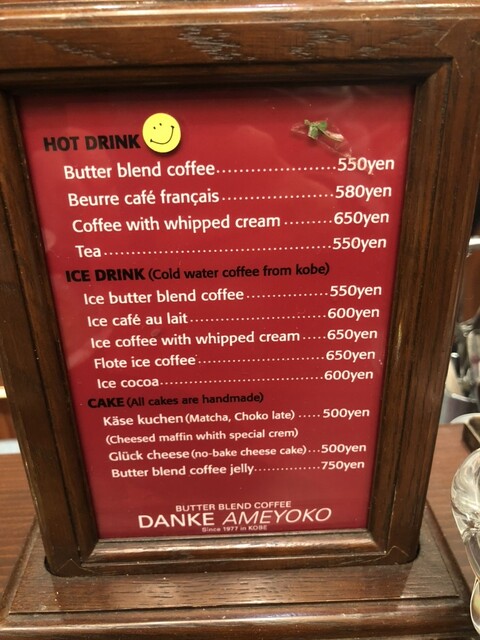 HOT DRINK
Butter blend coffee...................550yen
Beurre café français..................580yen
Coffee with whipped cream ........650yen
Tea.....................................550yen
ICE DRINK (Cold water coffee from kobe)
Ice butter blend coffee..............550yen
Ice café au lait.......................600yen
Ice coffee with whipped cream .....650yen
Flote ice coffee.......................650yen
Ice cocoa..............................600yen
CAKE (All cakes are handmade)
Käse kuchen (Matcha, Choko late) .....500yen
(Cheesed maffin whith special crem)
Glück cheese (no-bake cheese cake)...500yen
Butter blend coffee jelly..............750yen
BUTTER BLEND COFFEE
DANKE AMEYOKO
Since 1977 in KOBE